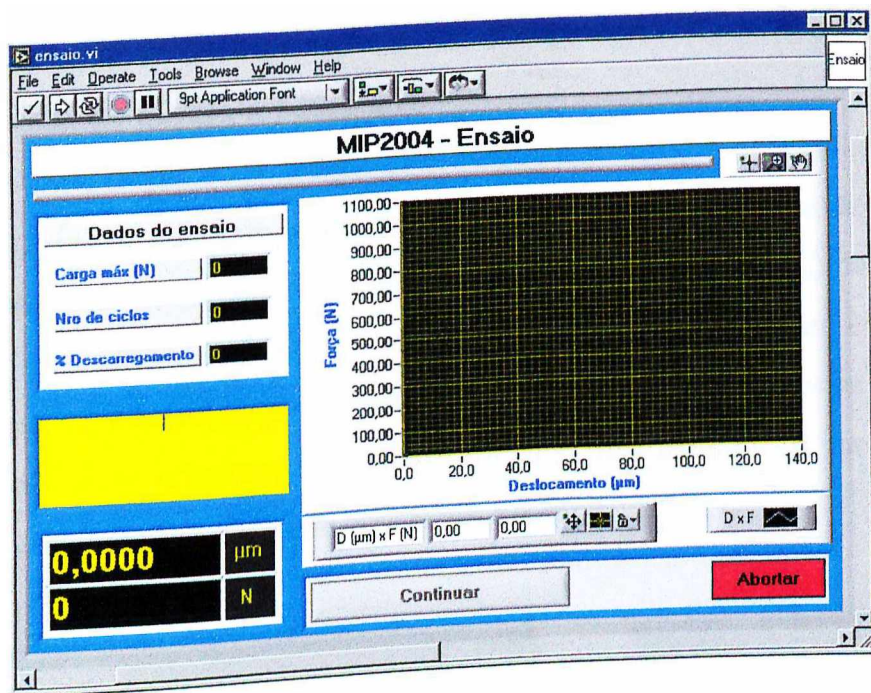 ensaio.vi
File Edit Operate Tools Browse Window Help
Ensaio
9pt Application Font
MIP2004 - Ensaio
Dados do ensaio
Carga máx (N) 0
Nro de ciclos 0
% Descarregamento 0
0,0000 µm
0 N
Força (N)
1100,00
1000,00
900,00
800,00
700,00
600,00
500,00
400,00
300,00
200,00
100,00
0,00
0,0 20,0 40,0 60,0 80,0 100,0 120,0 140,0
Deslocamento (µm)
D (µm) x F (N) 0,00 0,00
D x F
Continuar
Abortar